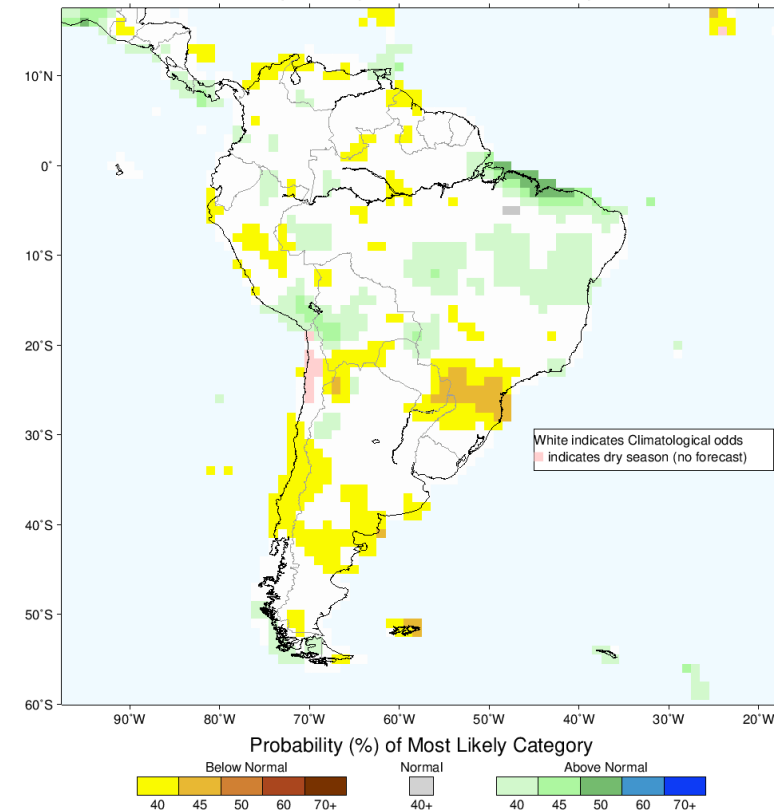 10°N
0°
10°S
20°S
30°S
40°S
50°S
60°S
White indicates Climatological odds
indicates dry season (no forecast)
90°W 80°W 70°W 60°W 50°W 40°W 30°W 20°W
Probability (%) of Most Likely Category
Below Normal Normal Above Normal
40 45 50 60 70+ 40+ 40 45 50 60 70+